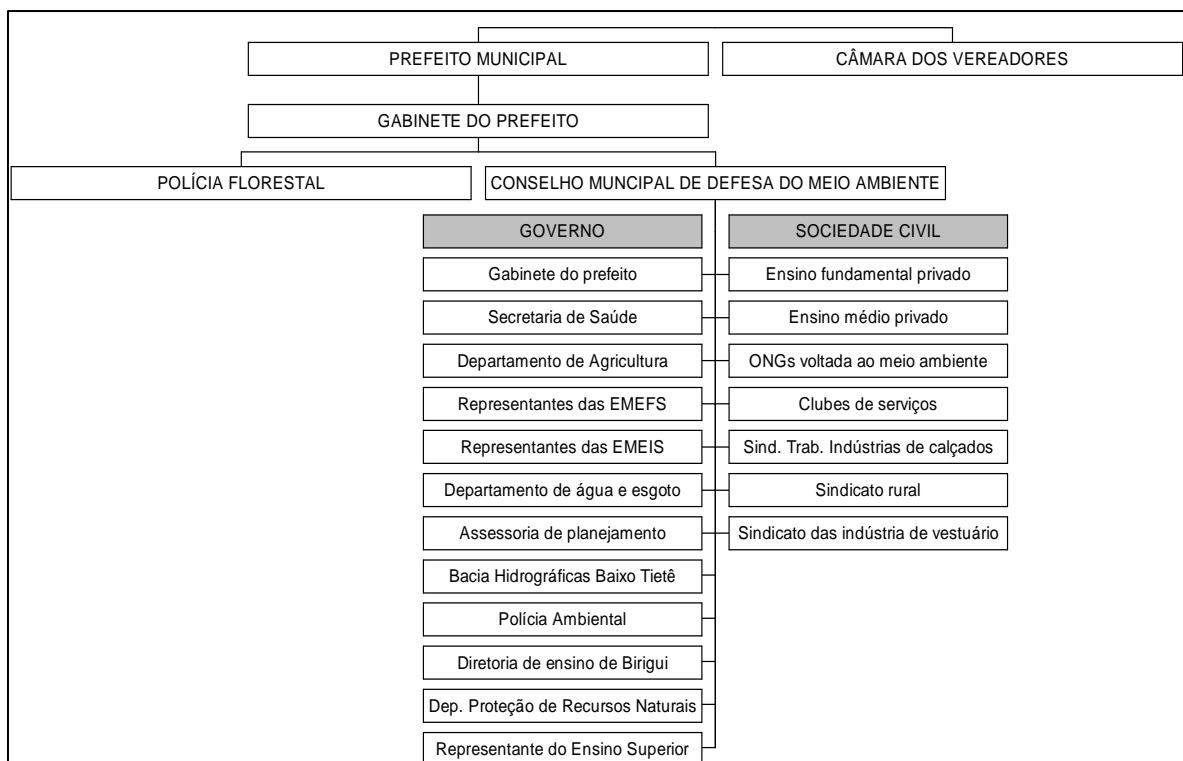 PREFEITO MUNICIPAL
CÂMARA DOS VEREADORES
GABINETE DO PREFEITO
POLÍCIA FLORESTAL
CONSELHO MUNCIPAL DE DEFESA DO MEIO AMBIENTE
GOVERNO
SOCIEDADE CIVIL
Gabinete do prefeito
Ensino fundamental privado
Secretaria de Saúde
Ensino médio privado
Departamento de Agricultura
ONGs voltada ao meio ambiente
Representantes das EMEFS
Clubes de serviços
Representantes das EMEIS
Sind. Trab. Indústrias de calçados
Departamento de água e esgoto
Sindicato rural
Assessoria de planejamento
Sindicato das indústria de vestuário
Bacia Hidrográficas Baixo Tietê
Polícia Ambiental
Diretoria de ensino de Birigui
Dep. Proteção de Recursos Naturais
Representante do Ensino Superior